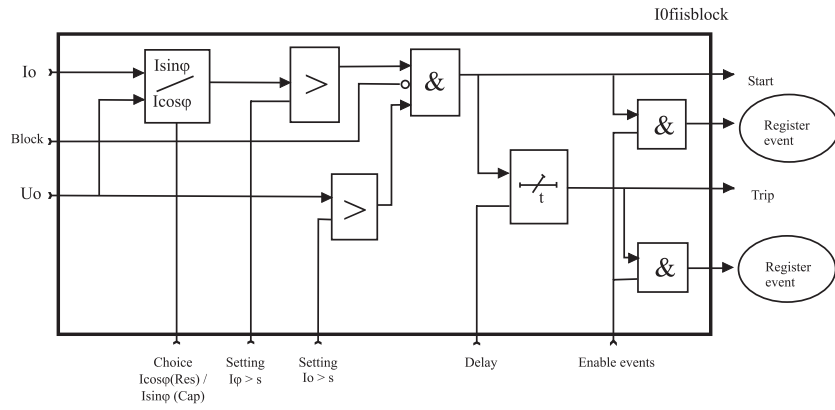 I0fiisblock
Io
Isinφ
Icosφ
>
&
Start
Block
&
Register
event
Uo
>
t
Trip
&
Register
event
Choice
Icosφ(Res) /
Isinφ (Cap)
Setting
Iφ > s
Setting
Io > s
Delay
Enable events